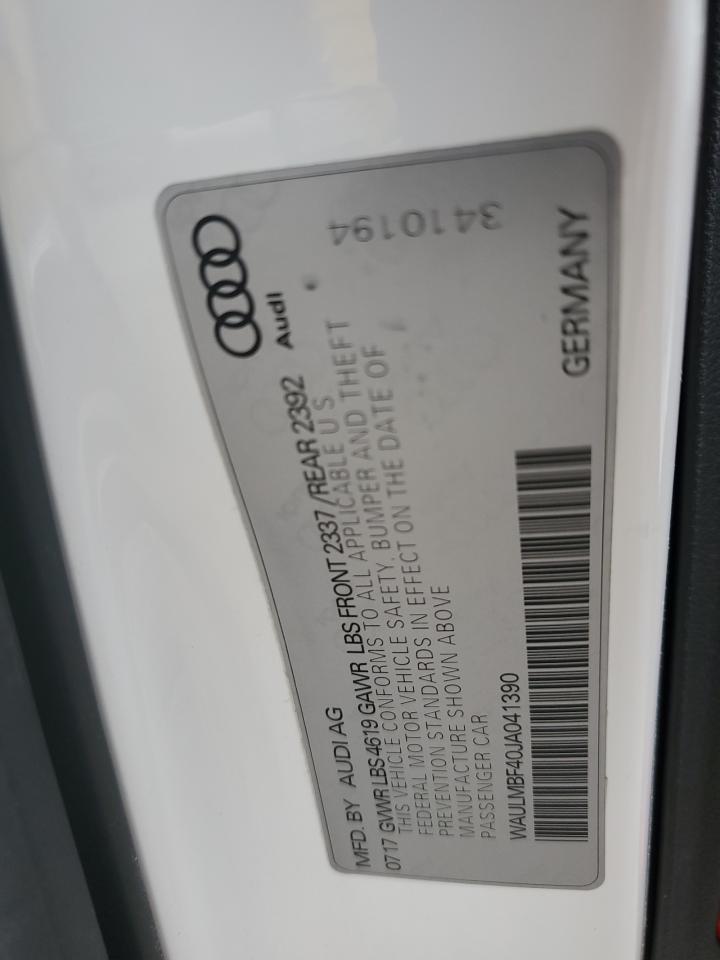 Audi
3410194
MFD. BY AUDI AG
0717 GVWR LBS 4619 GAWR LBS FRONT 2337 / REAR 2392
THIS VEHICLE CONFORMS TO ALL APPLICABLE U S
FEDERAL MOTOR VEHICLE SAFETY, BUMPER AND THEFT
PREVENTION STANDARDS IN EFFECT ON THE DATE OF
MANUFACTURE SHOWN ABOVE
PASSENGER CAR
WAULMBF40JA041390
GERMANY